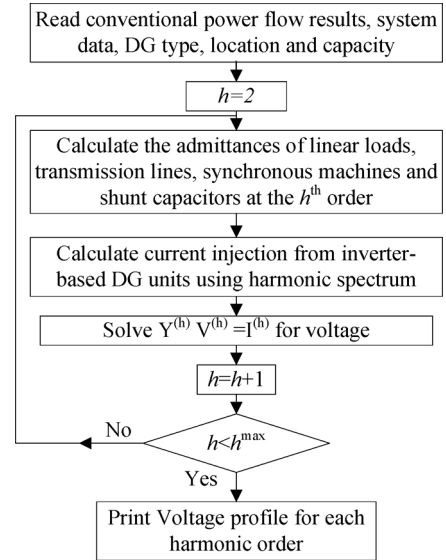 Read conventional power flow results, system
data, DG type, location and capacity
h=2
Calculate the admittances of linear loads,
transmission lines, synchronous machines and
shunt capacitors at the hᵗʰ order
Calculate current injection from inverter-
based DG units using harmonic spectrum
Solve Y⁽ʰ⁾ V⁽ʰ⁾ =I⁽ʰ⁾ for voltage
h=h+1
No
h<hᵐᵃˣ
Yes
Print Voltage profile for each
harmonic order